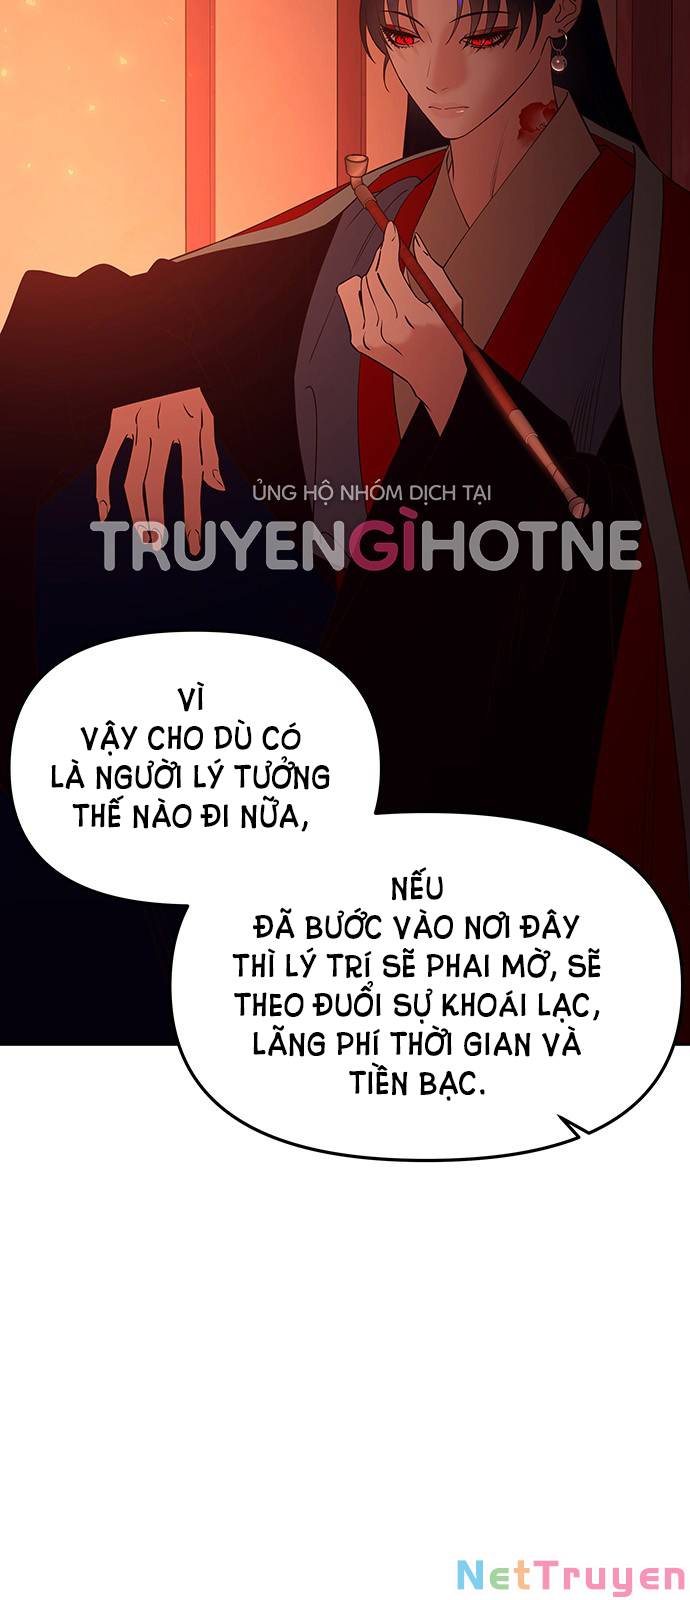 ỦNG HỘ NHÓM DỊCH TẠI
TRUYENGÌHOTNE
VÌ
VẬY CHO DÙ CÓ
LÀ NGƯỜI LÝ TƯỞNG
THẾ NÀO ĐI NỮA,
NẾU
ĐÃ BƯỚC VÀO NƠI ĐÂY
THÌ LÝ TRÍ SẼ PHAI MỜ, SẼ
THEO ĐUỔI SỰ KHOÁI LẠC,
LÃNG PHÍ THỜI GIAN VÀ
TIỀN BẠC.
NetTruyen